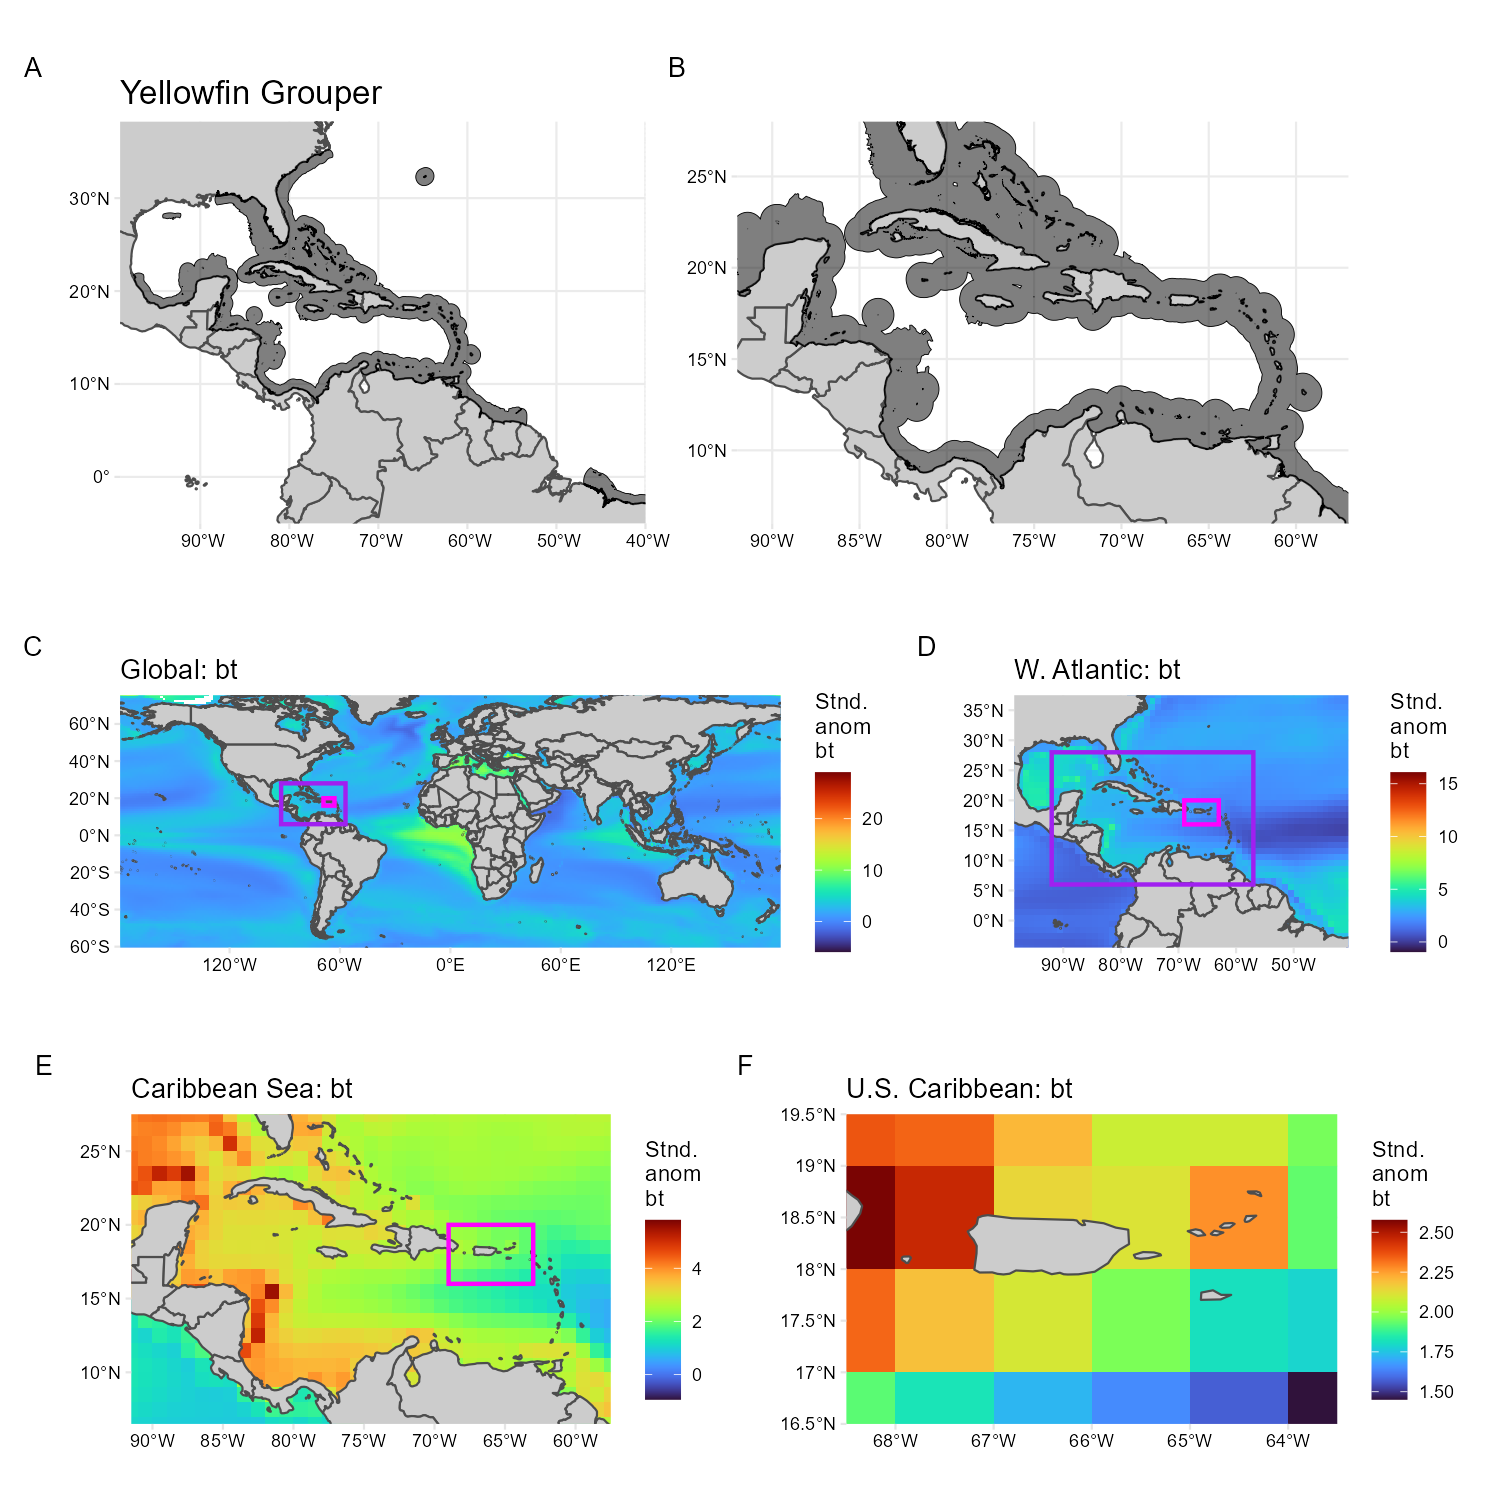 A
B
Yellowfin Grouper
30°N
20°N
10°N
0°
90°W 80°W 70°W 60°W 50°W 40°W
25°N
20°N
15°N
10°N
90°W 85°W 80°W 75°W 70°W 65°W 60°W
C
D
Global: bt
60°N
40°N
20°N
0°N
20°S
40°S
60°S
120°W 60°W 0°E 60°E 120°E
Stnd.
anom
bt
20
10
0
W. Atlantic: bt
35°N
30°N
25°N
20°N
15°N
10°N
5°N
0°N
90°W 80°W 70°W 60°W 50°W
Stnd.
anom
bt
15
10
5
0
E
F
Caribbean Sea: bt
25°N
20°N
15°N
10°N
90°W 85°W 80°W 75°W 70°W 65°W 60°W
Stnd.
anom
bt
4
2
0
U.S. Caribbean: bt
19.5°N
19°N
18.5°N
18°N
17.5°N
17°N
16.5°N
68°W 67°W 66°W 65°W 64°W
Stnd.
anom
bt
2.50
2.25
2.00
1.75
1.50